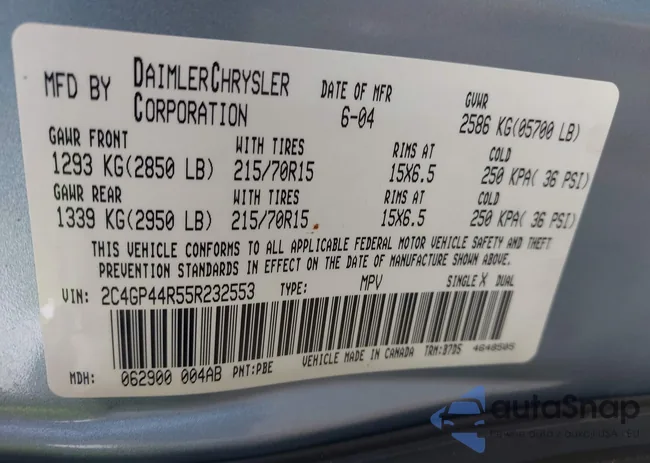 MFD BY DAIMLERCHRYSLER CORPORATION DATE OF MFR 6-04 GVWR 2586 KG(05700 LB)
GAWR FRONT WITH TIRES RIMS AT COLD
1293 KG(2850 LB) 215/70R15 15X6.5 250 KPA( 36 PSI)
GAWR REAR WITH TIRES RIMS AT COLD
1339 KG(2950 LB) 215/70R15 15X6.5 250 KPA( 36 PSI)
THIS VEHICLE CONFORMS TO ALL APPLICABLE FEDERAL MOTOR VEHICLE SAFETY AND THEFT
PREVENTION STANDARDS IN EFFECT ON THE DATE OF MANUFACTURE SHOWN ABOVE.
VIN: 2C4GP44R55R232553 TYPE: MPV SINGLE X DUAL
MDH: 062900 004AB PNT:PBE VEHICLE MADE IN CANADA TRM:B7D5 4648505
autaSnap